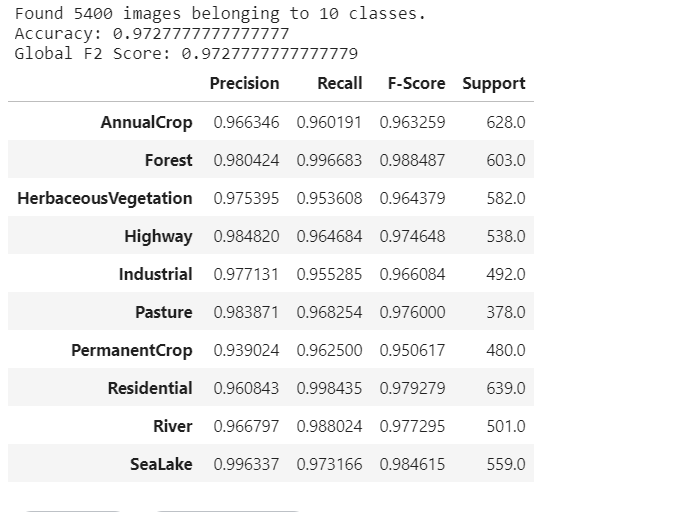 Found 5400 images belonging to 10 classes.
Accuracy: 0.9727777777777777
Global F2 Score: 0.9727777777777779
Precision Recall F-Score Support
AnnualCrop 0.966346 0.960191 0.963259 628.0
Forest 0.980424 0.996683 0.988487 603.0
HerbaceousVegetation 0.975395 0.953608 0.964379 582.0
Highway 0.984820 0.964684 0.974648 538.0
Industrial 0.977131 0.955285 0.966084 492.0
Pasture 0.983871 0.968254 0.976000 378.0
PermanentCrop 0.939024 0.962500 0.950617 480.0
Residential 0.960843 0.998435 0.979279 639.0
River 0.966797 0.988024 0.977295 501.0
SeaLake 0.996337 0.973166 0.984615 559.0